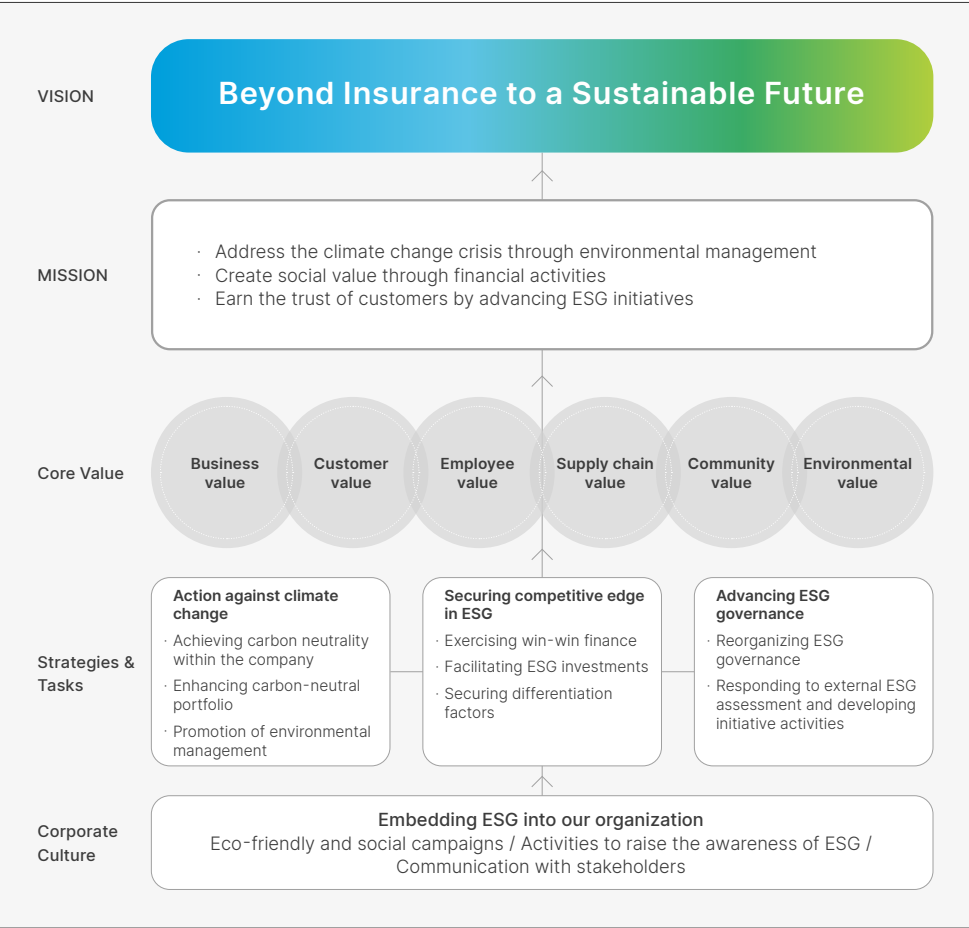 VISION
Beyond Insurance to a Sustainable Future
MISSION
· Address the climate change crisis through environmental management
· Create social value through financial activities
· Earn the trust of customers by advancing ESG initiatives
Core Value
Business
value
Customer
value
Employee
value
Supply chain
value
Community
value
Environmental
value
Strategies &
Tasks
Action against climate
change
· Achieving carbon neutrality
within the company
· Enhancing carbon-neutral
portfolio
· Promotion of environmental
management
Securing competitive edge
in ESG
· Exercising win-win finance
· Facilitating ESG investments
· Securing differentiation
factors
Advancing ESG
governance
· Reorganizing ESG
governance
· Responding to external ESG
assessment and developing
initiative activities
Corporate
Culture
Embedding ESG into our organization
Eco-friendly and social campaigns / Activities to raise the awareness of ESG /
Communication with stakeholders